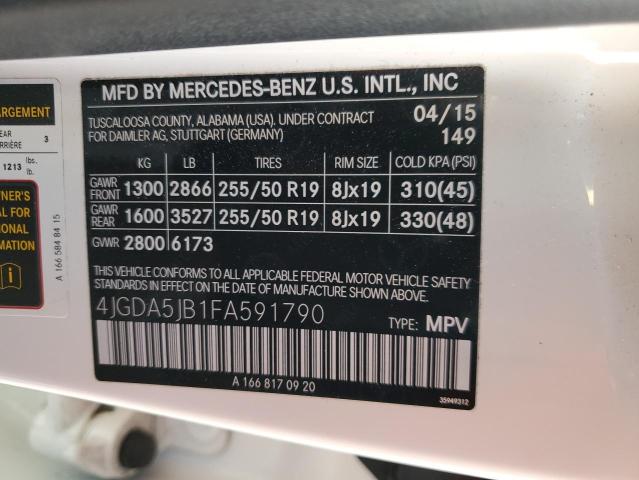 ARGEMENT
EAR 3
RRIÈRE
1213 lbs.
lb.
NER'S
AL FOR
IONAL
MATION
A 166 584 84 15
MFD BY MERCEDES-BENZ U.S. INTL., INC
TUSCALOOSA COUNTY, ALABAMA (USA). UNDER CONTRACT 04/15
FOR DAIMLER AG, STUTTGART (GERMANY) 149
KG LB TIRES RIM SIZE COLD KPA (PSI)
GAWR FRONT 1300 2866 255/50 R19 8Jx19 310(45)
GAWR REAR 1600 3527 255/50 R19 8Jx19 330(48)
GVWR 2800 6173
THIS VEHICLE CONFORMS TO ALL APPLICABLE FEDERAL MOTOR VEHICLE SAFETY
STANDARDS IN EFFECT ON THE DATE OF MANUFACTURE SHOWN ABOVE.
4JGDA5JB1FA591790 TYPE: MPV
A 166 817 09 20
35949312